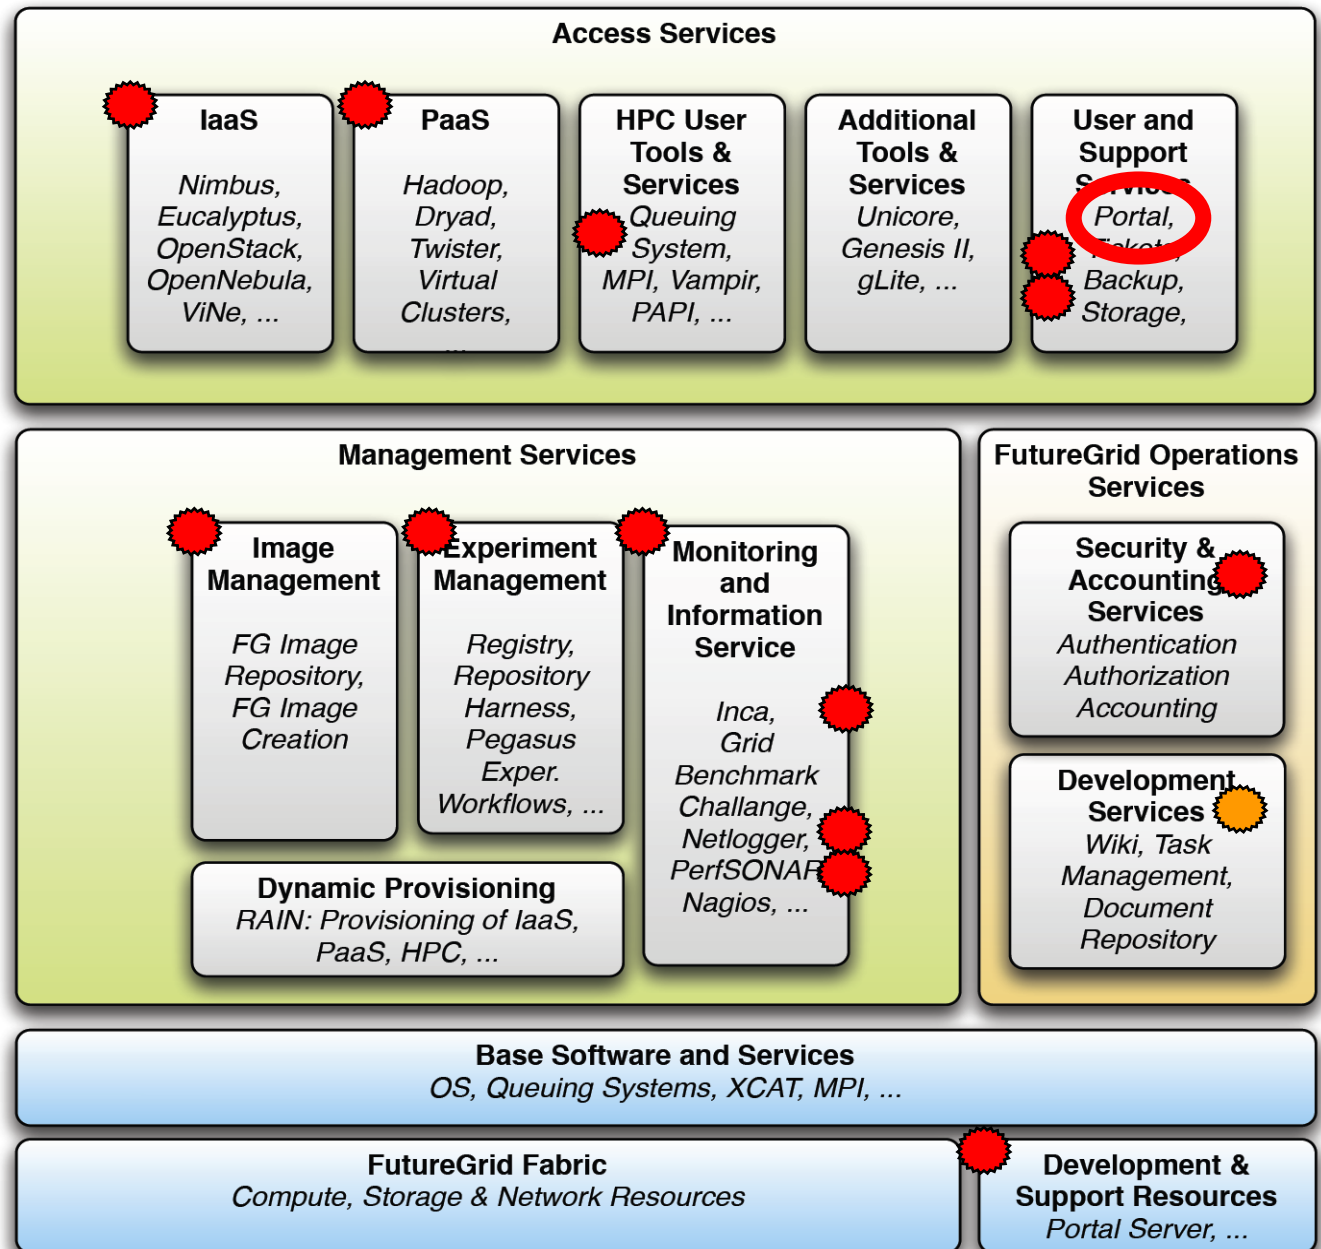 Access Services
IaaS
Nimbus,
Eucalyptus,
OpenStack,
OpenNebula,
ViNe, ...
PaaS
Hadoop,
Dryad,
Twister,
Virtual
Clusters,
...
HPC User
Tools &
Services
Queuing
System,
MPI, Vampir,
PAPI, ...
Additional
Tools &
Services
Unicore,
Genesis II,
gLite, ...
User and
Support
Services
Portal,
Tickets,
Backup,
Storage,
Management Services
Image
Management
FG Image
Repository,
FG Image
Creation
Experiment
Management
Registry,
Repository
Harness,
Pegasus
Exper.
Workflows, ...
Monitoring
and
Information
Service
Inca,
Grid
Benchmark
Challange,
Netlogger,
PerfSONAR
Nagios, ...
Dynamic Provisioning
RAIN: Provisioning of IaaS,
PaaS, HPC, ...
FutureGrid Operations
Services
Security &
Accounting
Services
Authentication
Authorization
Accounting
Development
Services
Wiki, Task
Management,
Document
Repository
Base Software and Services
OS, Queuing Systems, XCAT, MPI, ...
FutureGrid Fabric
Compute, Storage & Network Resources
Development &
Support Resources
Portal Server, ...